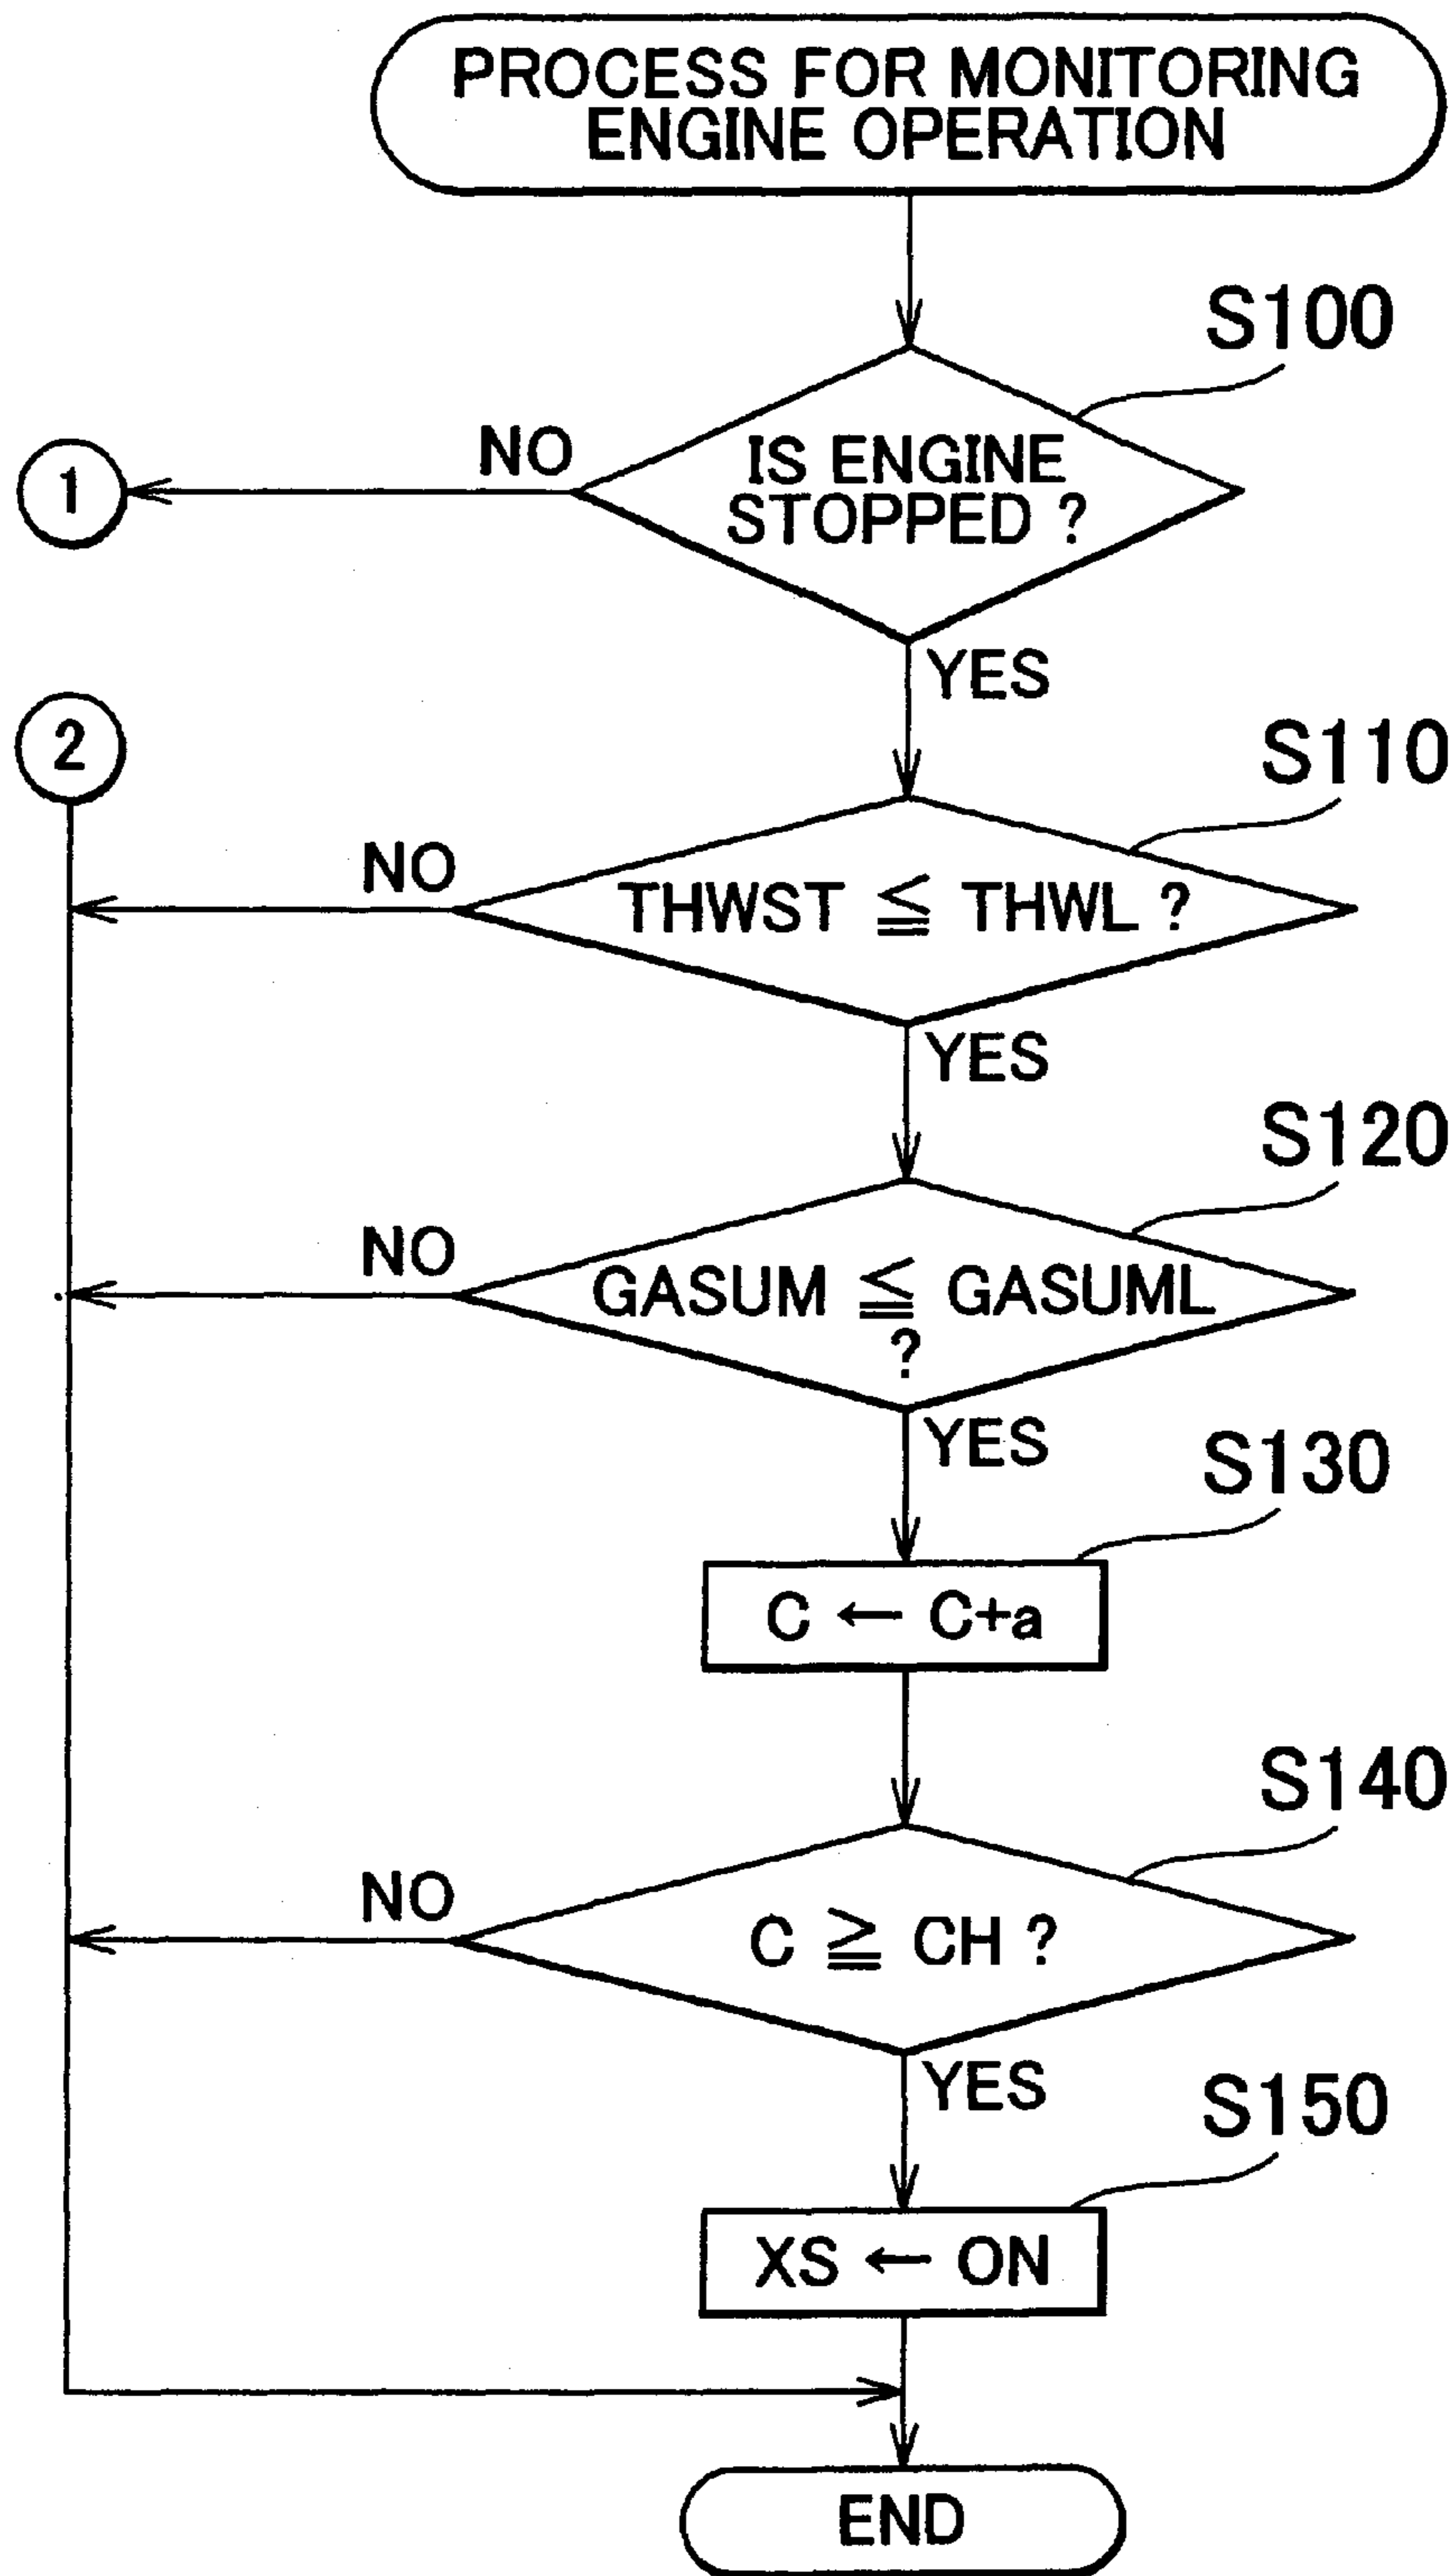 PROCESS FOR MONITORING
ENGINE OPERATION
S100
NO
1
IS ENGINE
STOPPED ?
YES
2
S110
NO
THWST ≦ THWL ?
YES
S120
NO
GASUM ≦ GASUML
?
YES
S130
C ← C+a
S140
NO
C ≧ CH ?
YES
S150
XS ← ON
END